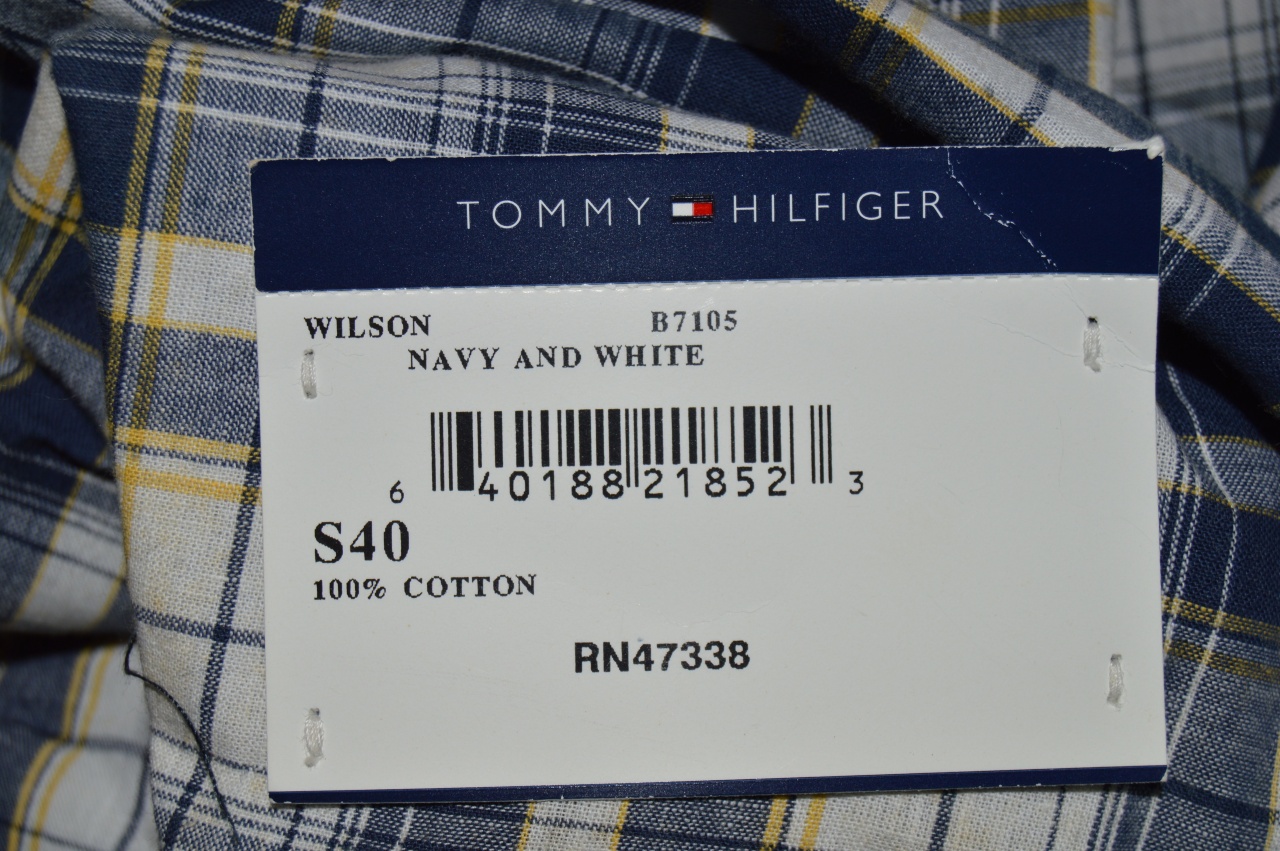 TOMMY HILFIGER
WILSON B7105
NAVY AND WHITE
6 40188 21852 3
S40
100% COTTON
RN47338